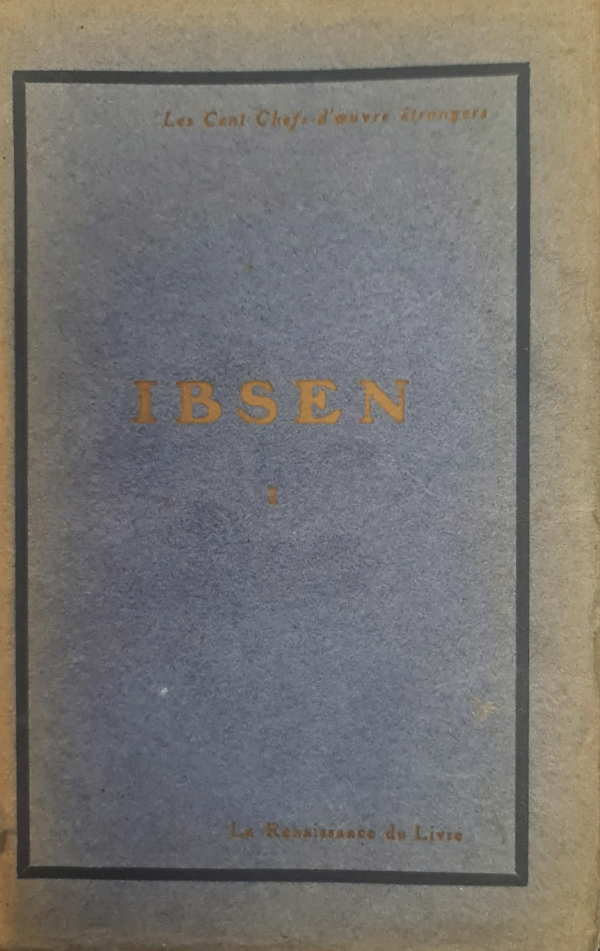 Les Cent Chefs-d'œuvre étrangers
IBSEN
I
La Renaissance du Livre